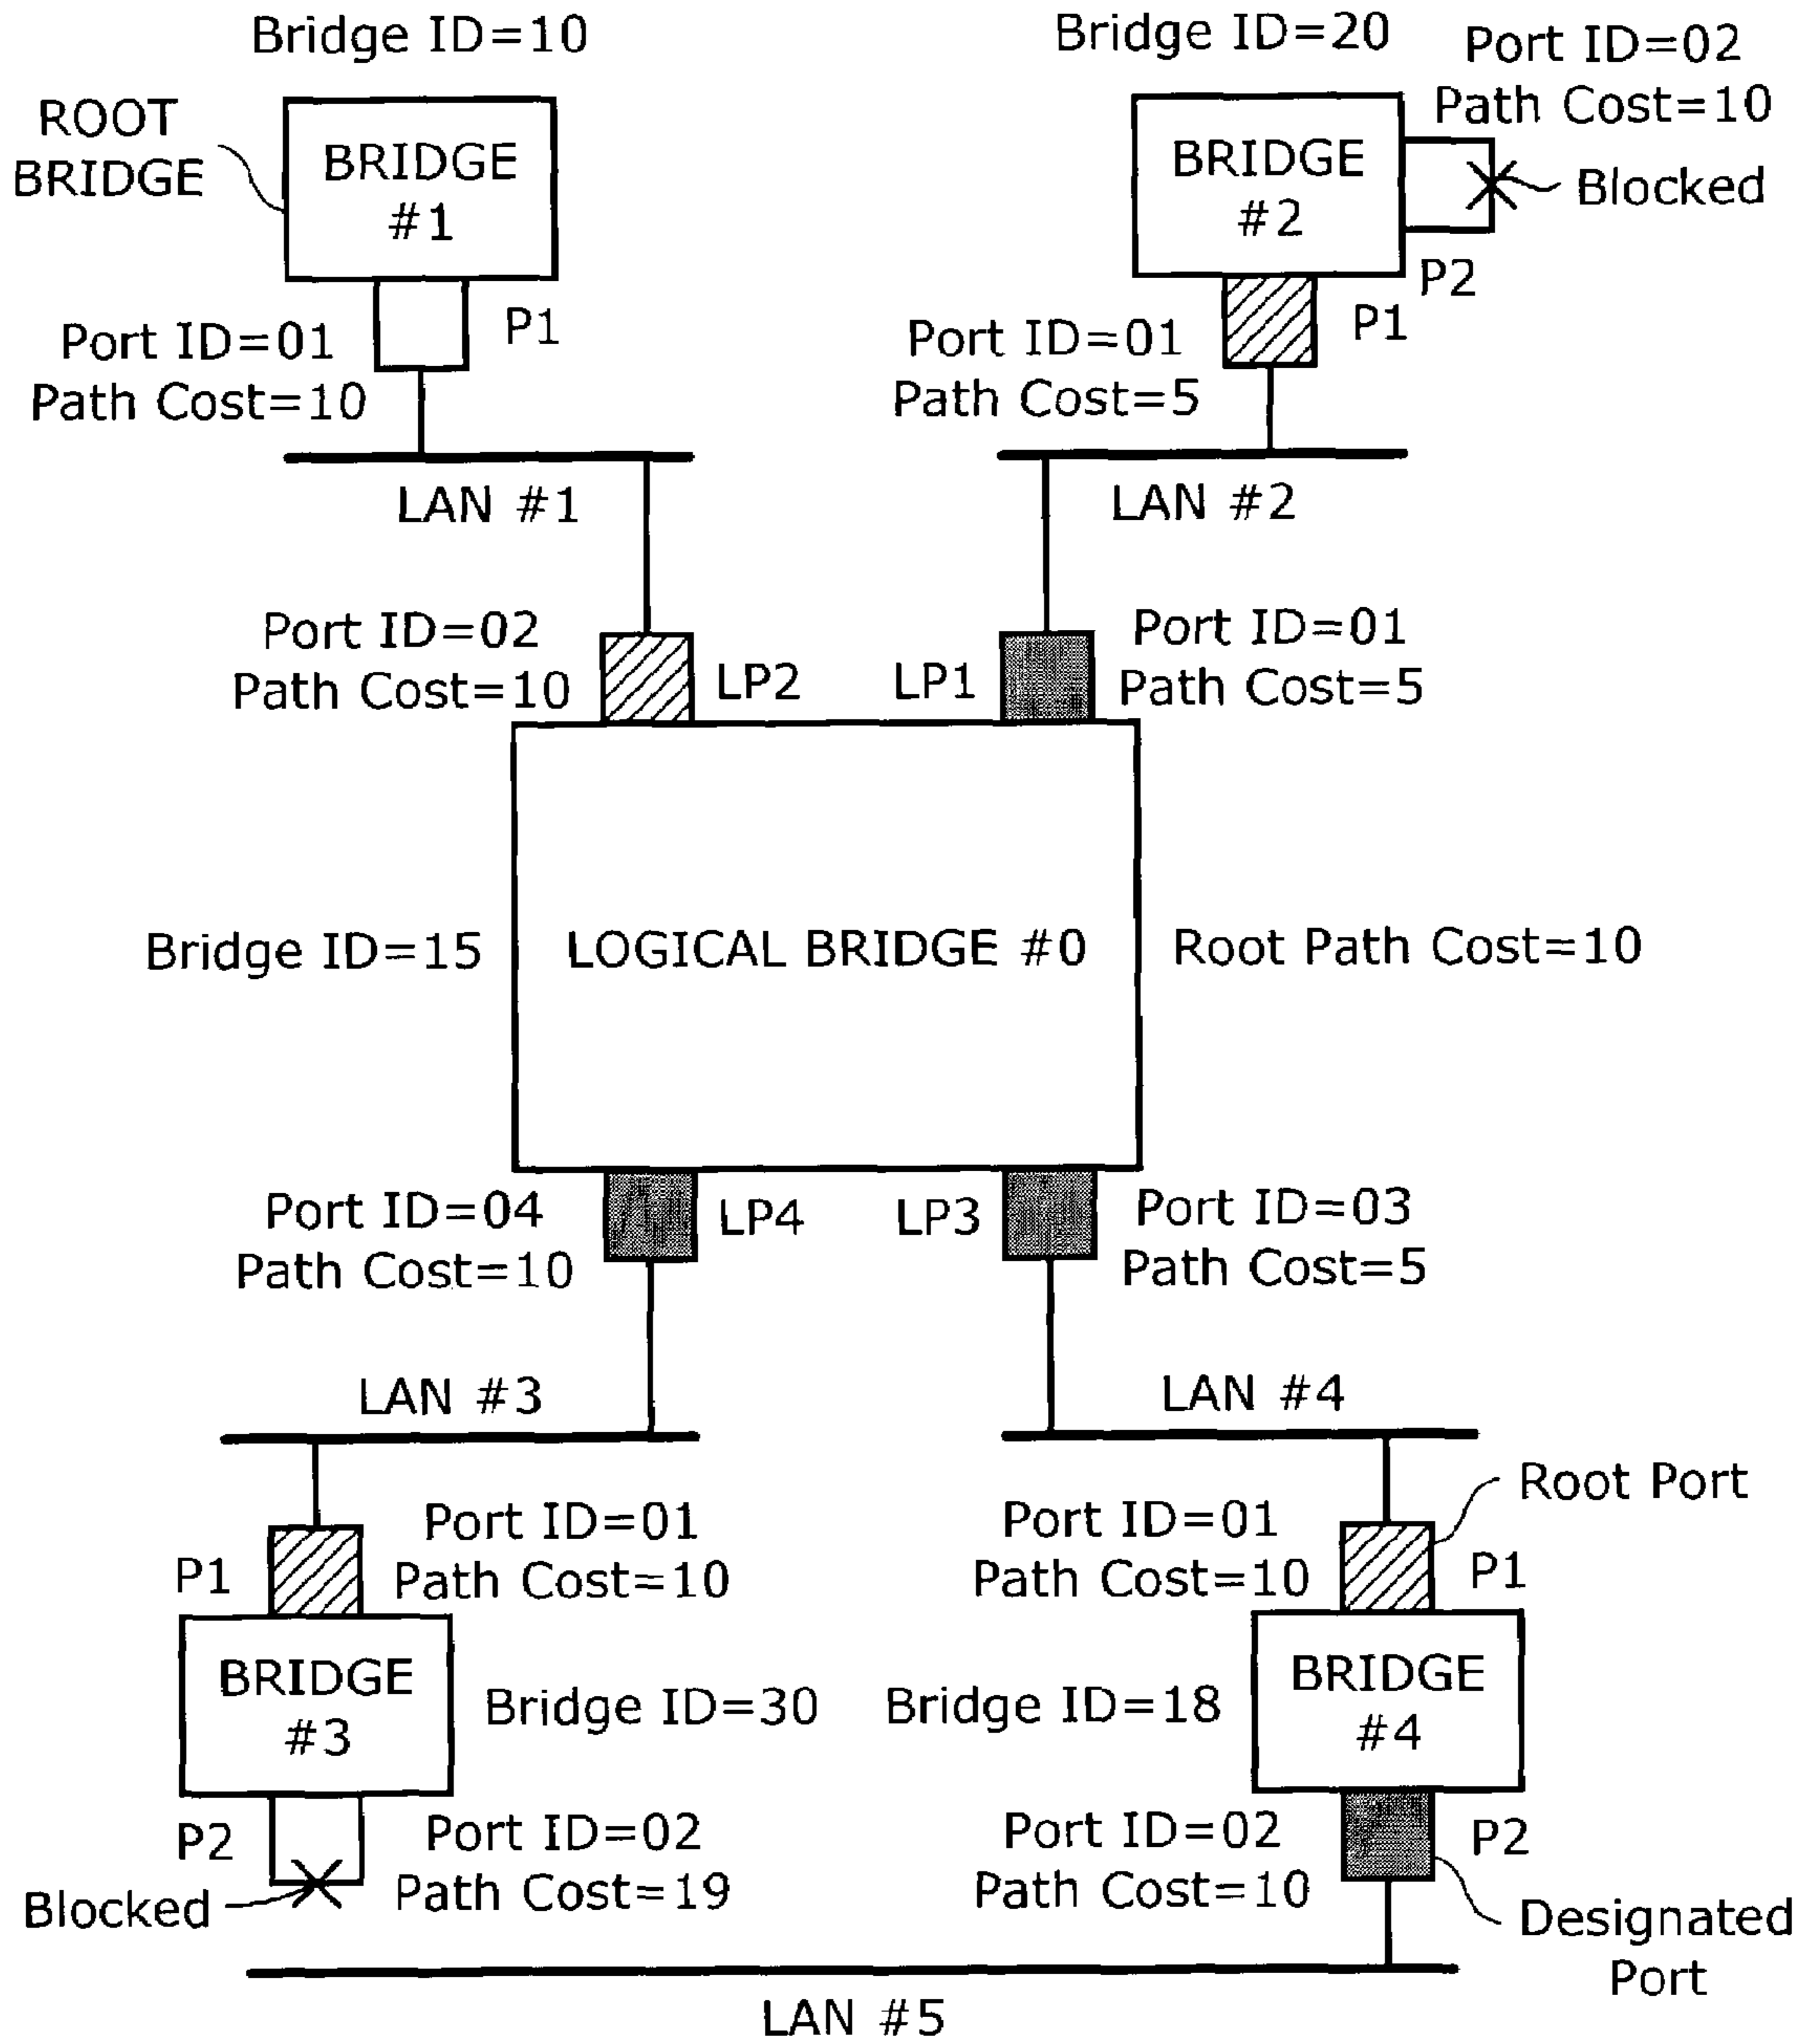 Bridge ID=10
Bridge ID=20
Port ID=02
Path Cost=10
ROOT
BRIDGE
BRIDGE
#1
BRIDGE
#2
Blocked
P2
P1
Port ID=01
Path Cost=10
Port ID=01
Path Cost=5
P1
LAN #1
LAN #2
Port ID=02
Path Cost=10
LP2
LP1
Port ID=01
Path Cost=5
Bridge ID=15
LOGICAL BRIDGE #0
Root Path Cost=10
Port ID=04
Path Cost=10
LP4
LP3
Port ID=03
Path Cost=5
LAN #3
LAN #4
Root Port
P1
Port ID=01
Path Cost=10
Port ID=01
Path Cost=10
P1
BRIDGE
#3
Bridge ID=30
Bridge ID=18
BRIDGE
#4
P2
Port ID=02
Path Cost=19
Blocked
Port ID=02
Path Cost=10
P2
Designated
Port
LAN #5